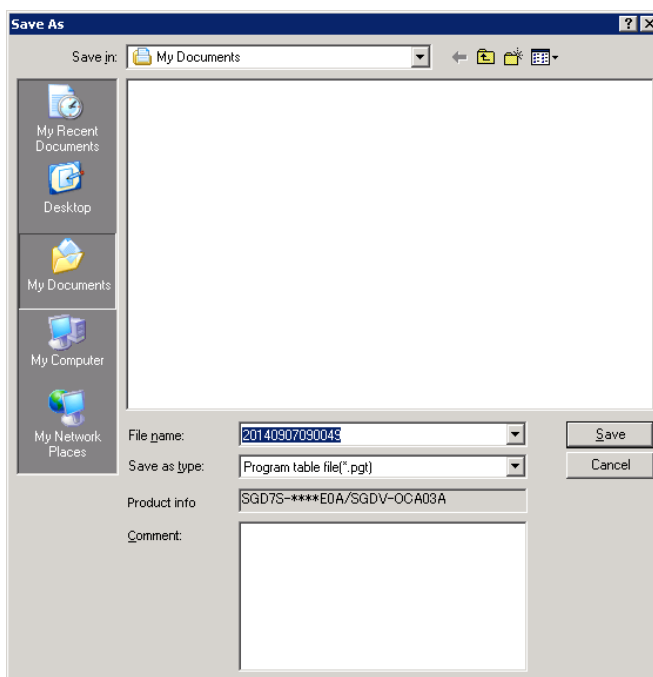 Save As
Save in:
My Documents
My Recent
Documents
Desktop
My Documents
My Computer
My Network
Places
File name:
20140907090049
Save
Save as type:
Program table file(*.pgt)
Cancel
Product info
SGD7S-****E0A/SGDV-OCA03A
Comment: